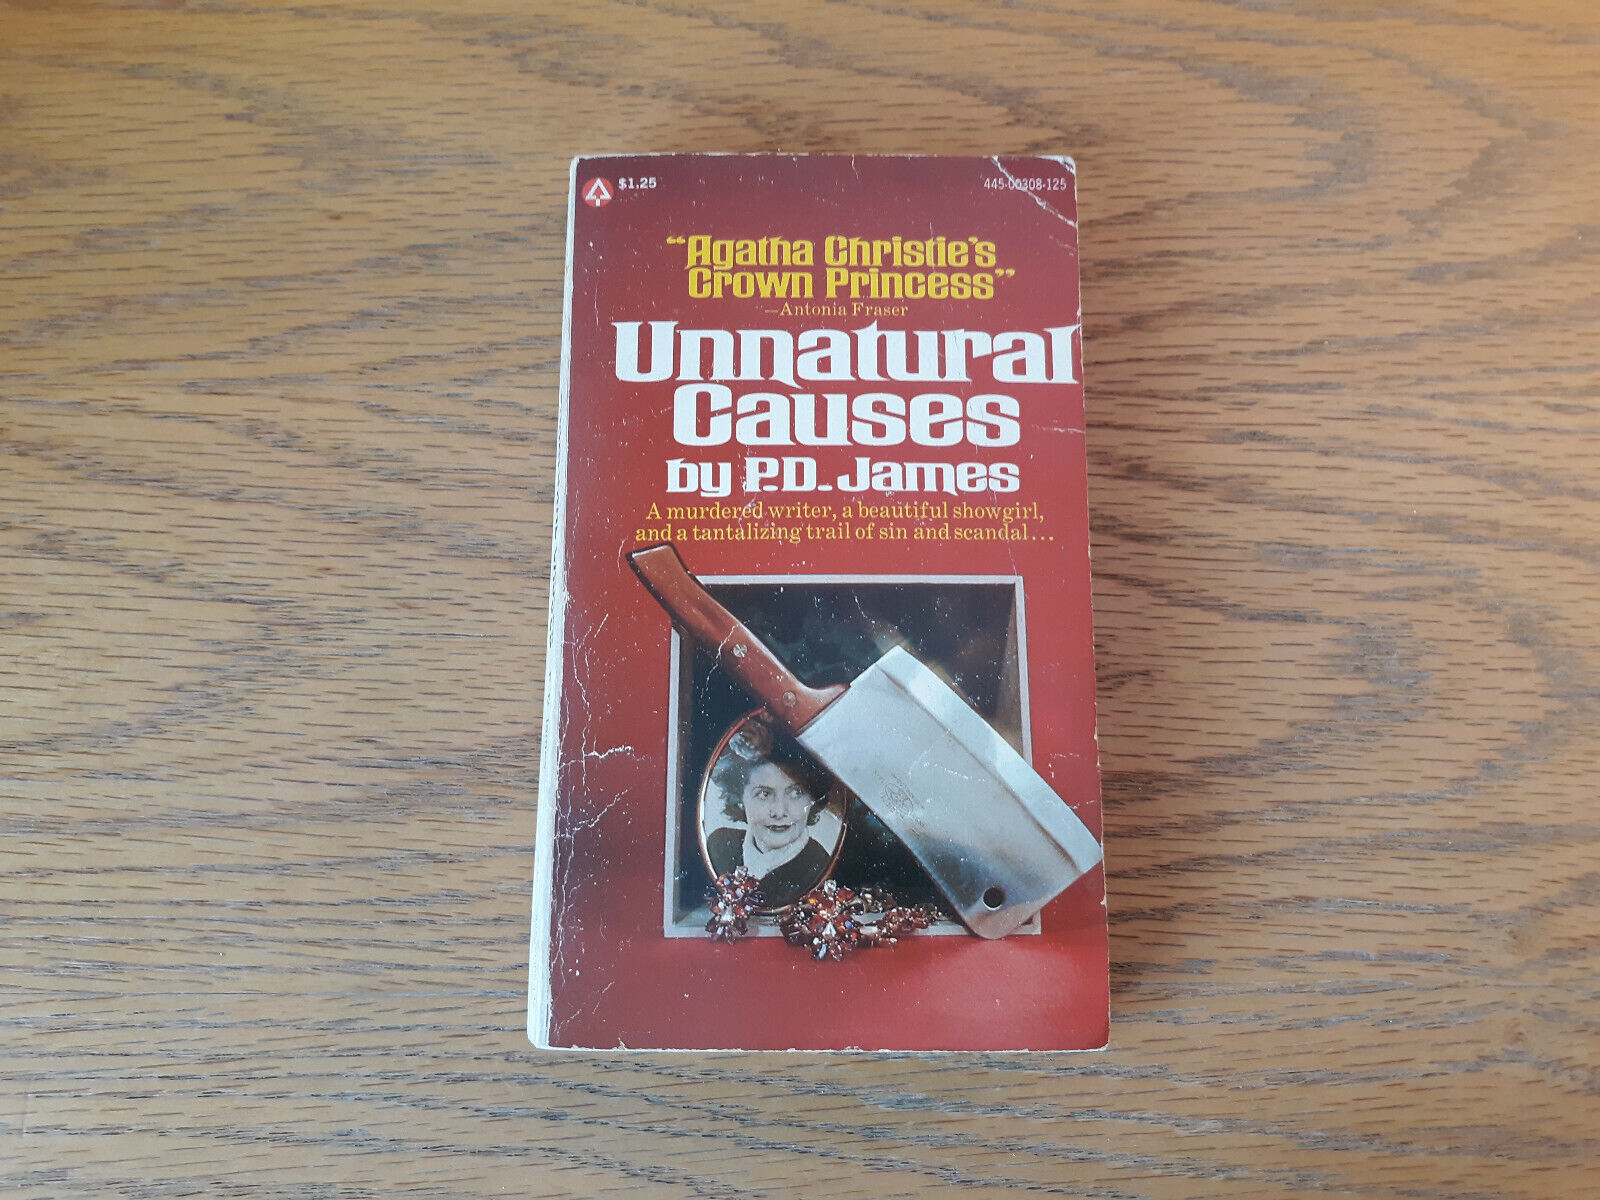 $1.25
445-00308-125
"Agatha Christie's
Crown Princess"
—Antonia Fraser
Unnatural
Causes
by P.D. James
A murdered writer, a beautiful showgirl,
and a tantalizing trail of sin and scandal...